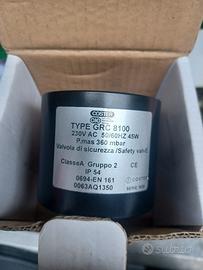 COSTER
TYPE GRC 8100
230V AC 50/60HZ 45W
P.max 360 mbar
Valvola di sicurezza /Safety valve
ClasseA Gruppo 2 CE
IP 54
0694-EN 161
0063AQ1350